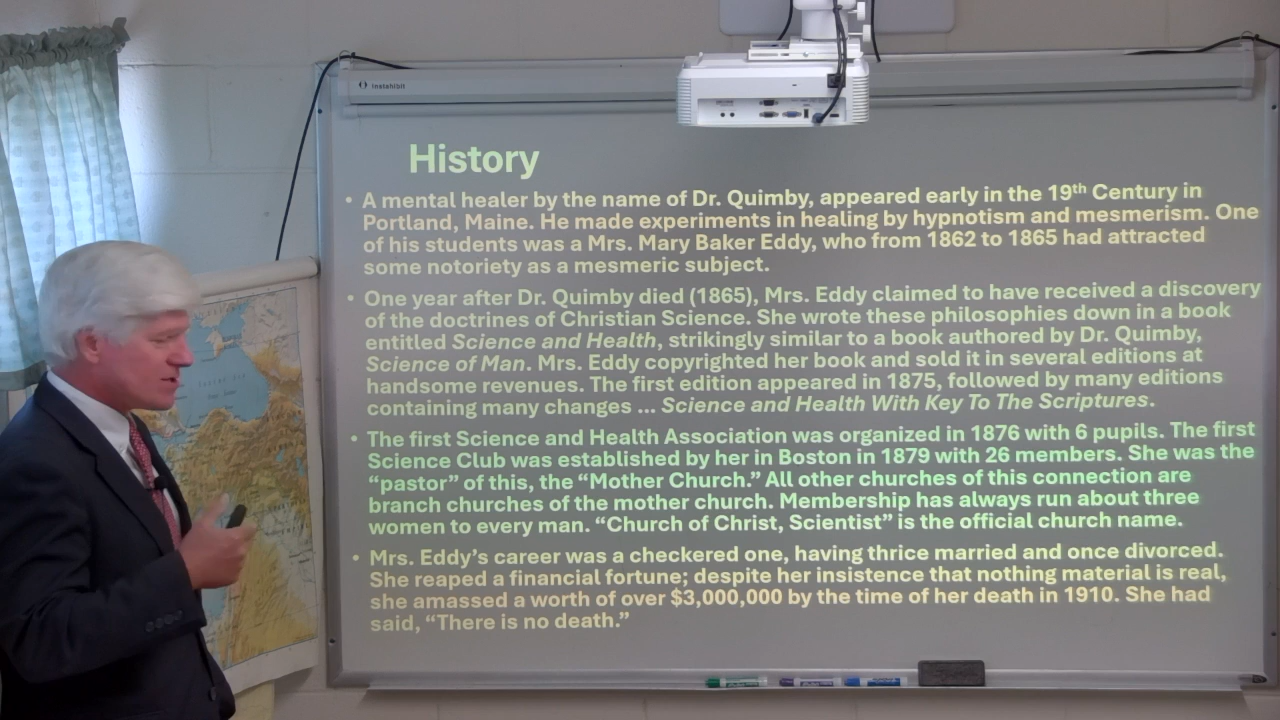 Instahibit
History
• A mental healer by the name of Dr. Quimby, appeared early in the 19th Century in
Portland, Maine. He made experiments in healing by hypnotism and mesmerism. One
of his students was a Mrs. Mary Baker Eddy, who from 1862 to 1865 had attracted
some notoriety as a mesmeric subject.
• One year after Dr. Quimby died (1865), Mrs. Eddy claimed to have received a discovery
of the doctrines of Christian Science. She wrote these philosophies down in a book
entitled Science and Health, strikingly similar to a book authored by Dr. Quimby,
Science of Man. Mrs. Eddy copyrighted her book and sold it in several editions at
handsome revenues. The first edition appeared in 1875, followed by many editions
containing many changes ... Science and Health With Key To The Scriptures.
• The first Science and Health Association was organized in 1876 with 6 pupils. The first
Science Club was established by her in Boston in 1879 with 26 members. She was the
“pastor” of this, the “Mother Church.” All other churches of this connection are
branch churches of the mother church. Membership has always run about three
women to every man. “Church of Christ, Scientist” is the official church name.
• Mrs. Eddy’s career was a checkered one, having thrice married and once divorced.
She reaped a financial fortune; despite her insistence that nothing material is real,
she amassed a worth of over $3,000,000 by the time of her death in 1910. She had
said, “There is no death.”